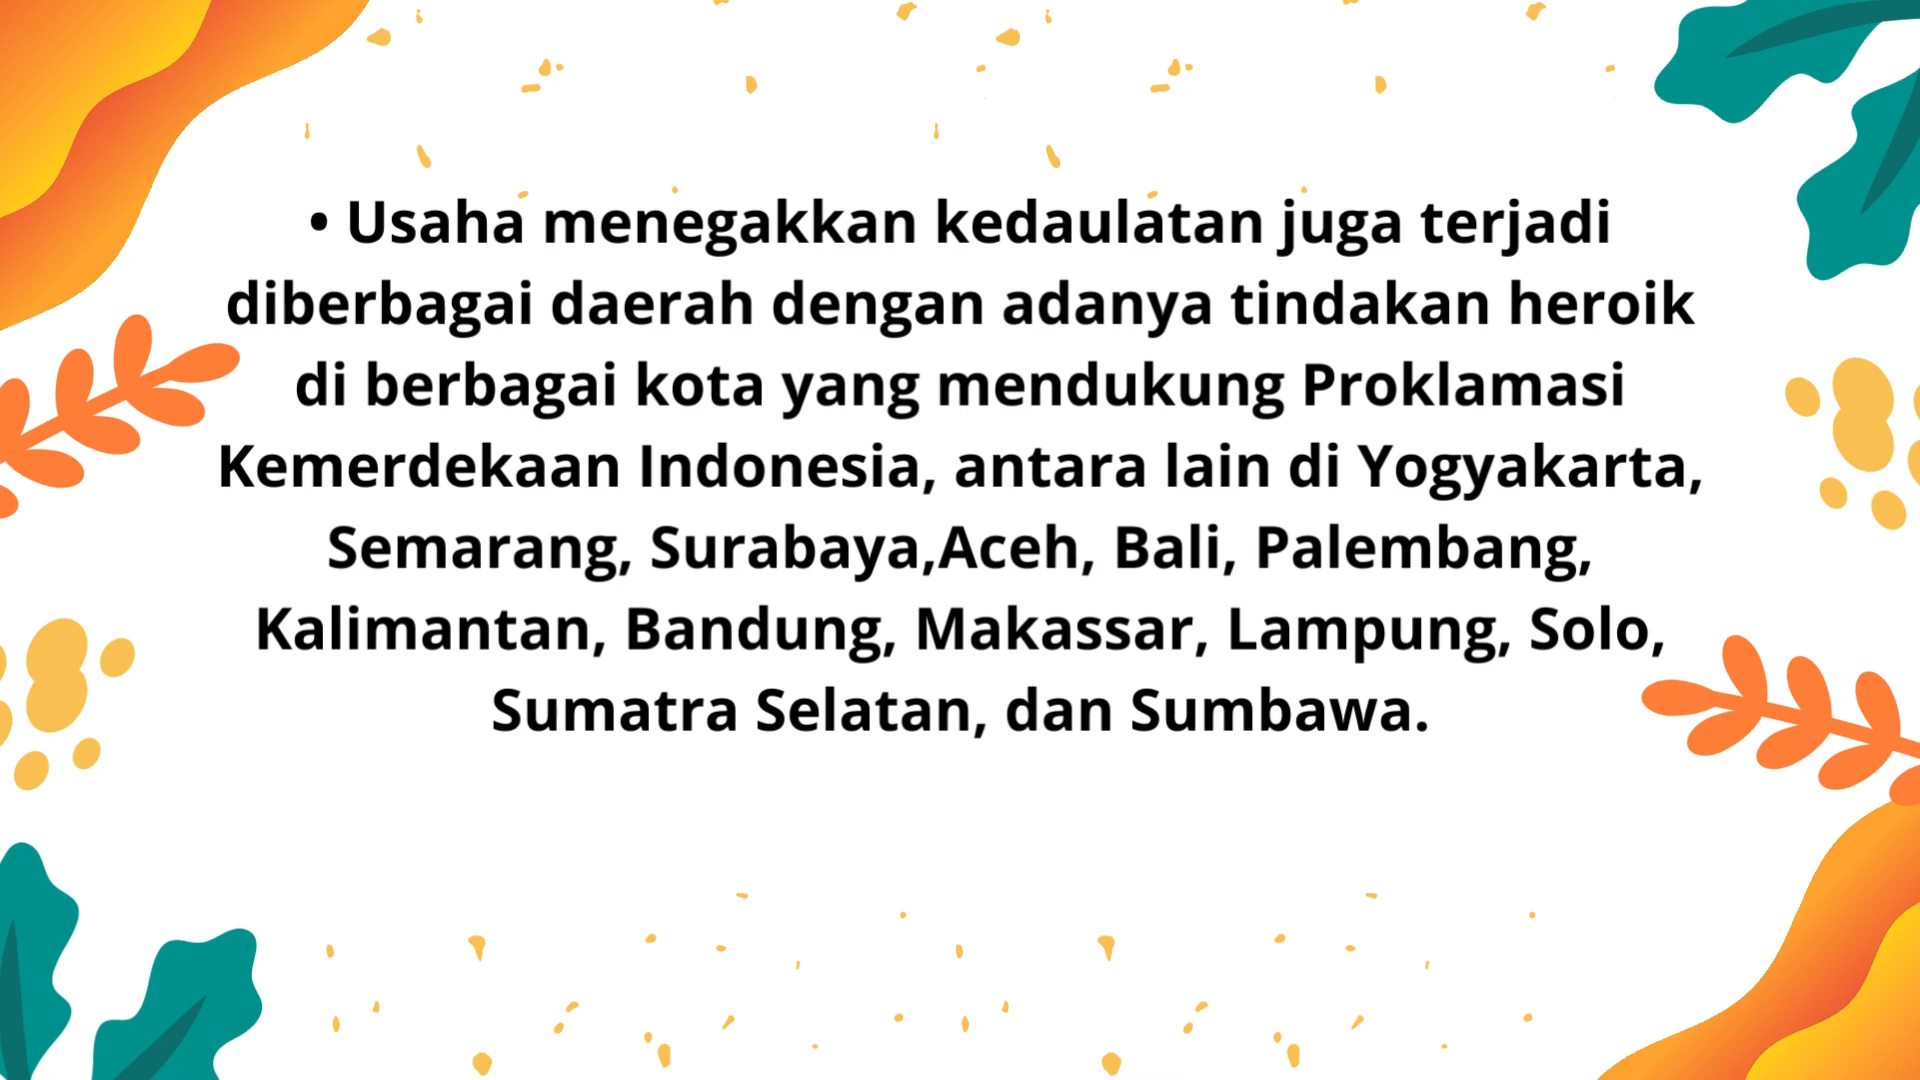 • Usaha menegakkan kedaulatan juga terjadi
diberbagai daerah dengan adanya tindakan heroik
di berbagai kota yang mendukung Proklamasi
Kemerdekaan Indonesia, antara lain di Yogyakarta,
Semarang, Surabaya,Aceh, Bali, Palembang,
Kalimantan, Bandung, Makassar, Lampung, Solo,
Sumatra Selatan, dan Sumbawa.